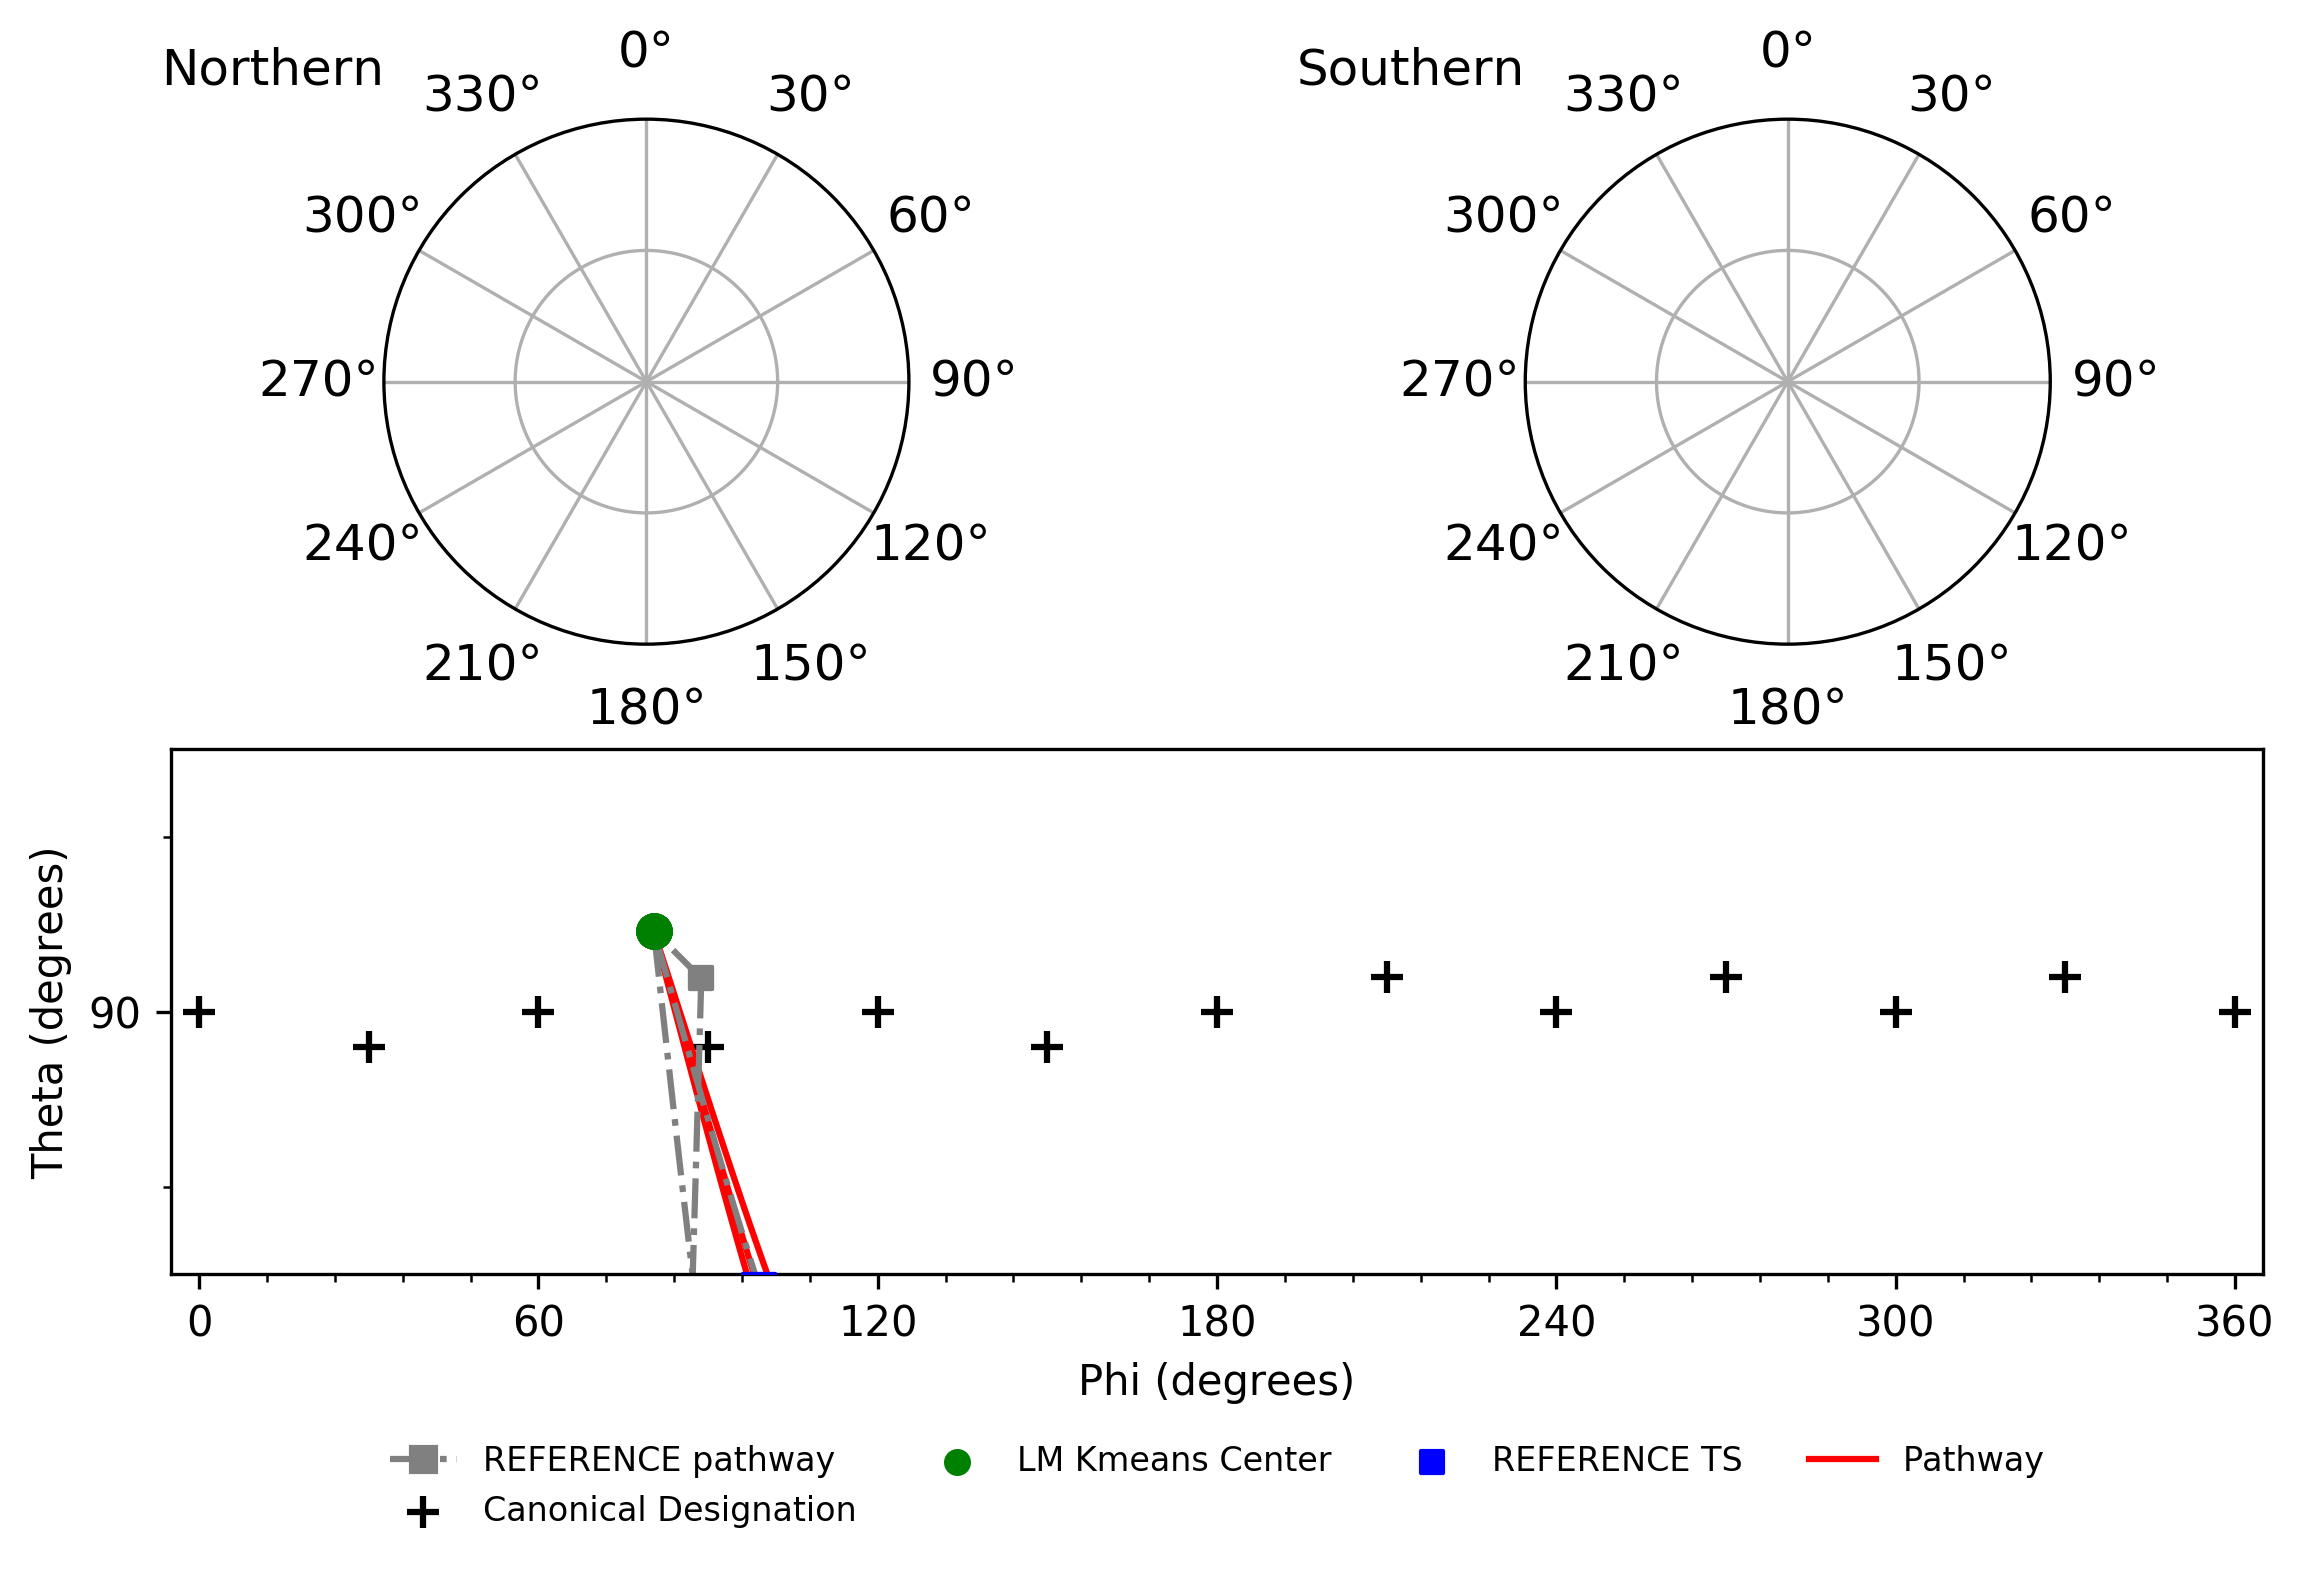 Northern
0°
330°
30°
300°
60°
270°
90°
240°
120°
210°
150°
180°
Southern
0°
330°
30°
300°
60°
270°
90°
240°
120°
210°
150°
180°
Theta (degrees)
90
0 60 120 180 240 300 360
Phi (degrees)
REFERENCE pathway
Canonical Designation
LM Kmeans Center
REFERENCE TS
Pathway